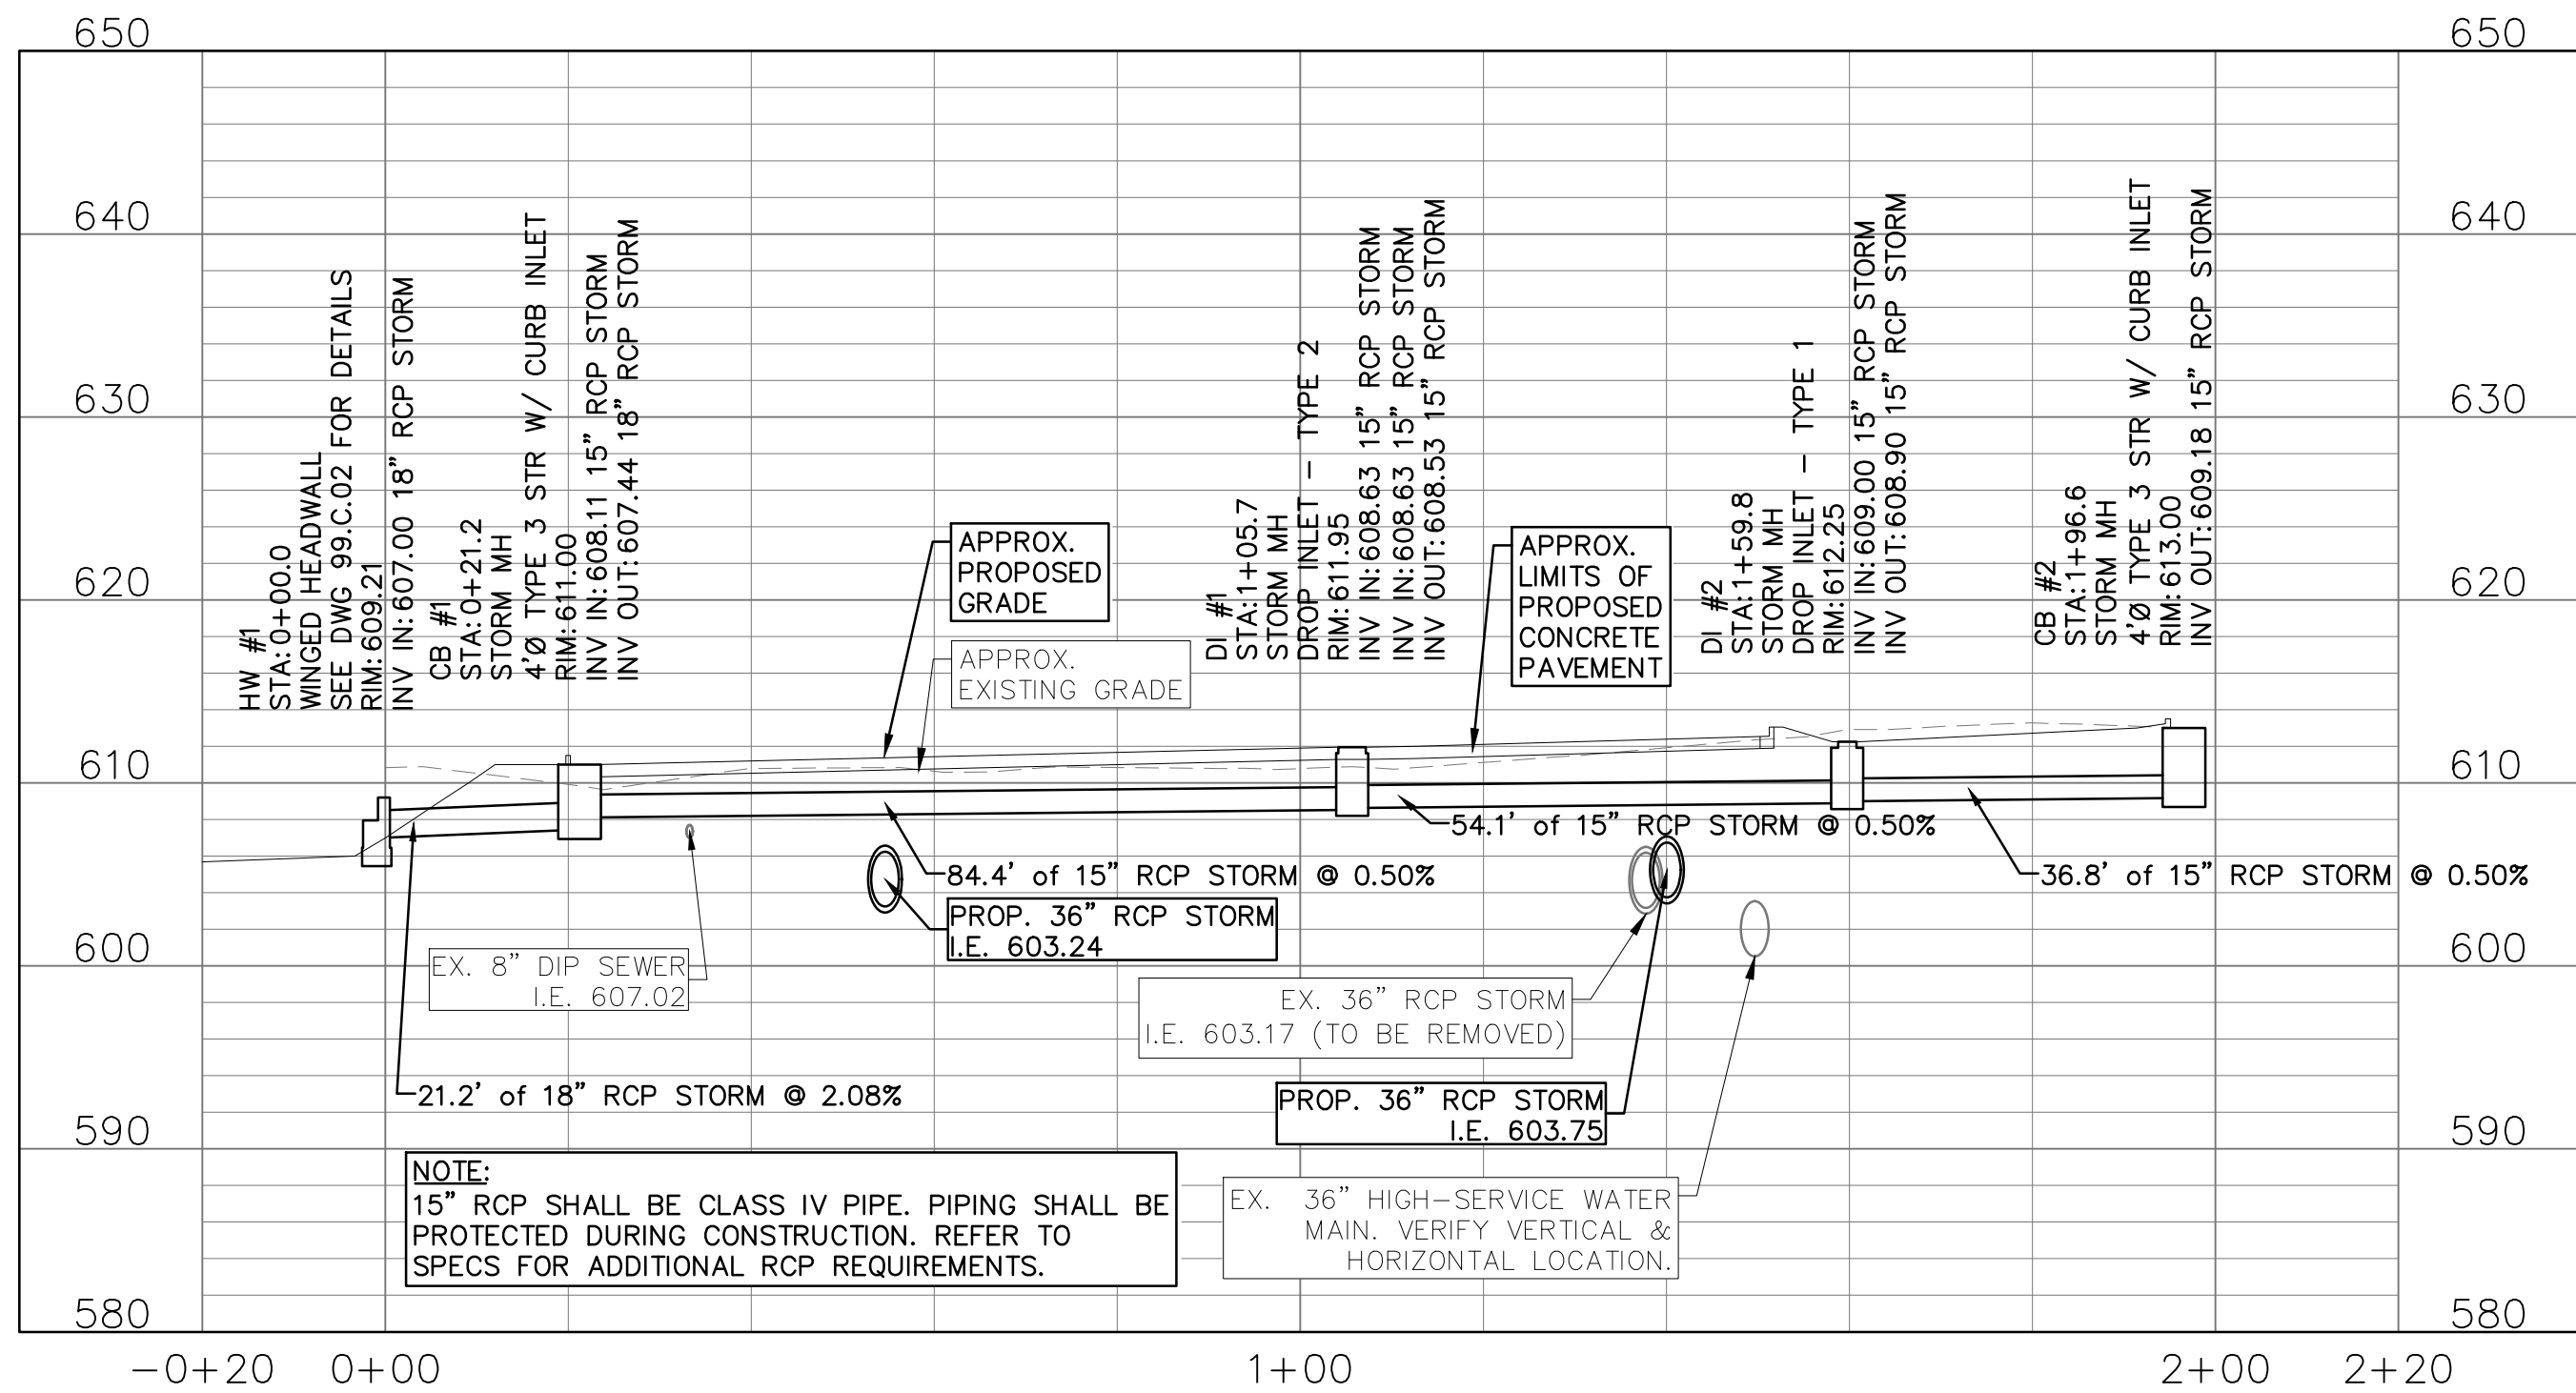 650
650
640
640
630
630
620
620
610
610
600
600
590
590
580
580
HW #1
STA:0+00.0
WINGED HEADWALL
SEE DWG 99.C.02 FOR DETAILS
RIM:609.21
INV IN:607.00 18” RCP STORM
CB #1
STA:0+21.2
STORM MH
4'Ø TYPE 3 STR W/ CURB INLET
RIM:611.00
INV IN:608.11 15” RCP STORM
INV OUT:607.44 18” RCP STORM
APPROX.
PROPOSED
GRADE
APPROX.
EXISTING GRADE
DI #1
STA:1+05.7
STORM MH
DROP INLET - TYPE 2
RIM:611.95
INV IN:608.63 15” RCP STORM
INV IN:608.63 15” RCP STORM
INV OUT:608.53 15” RCP STORM
APPROX.
LIMITS OF
PROPOSED
CONCRETE
PAVEMENT
DI #2
STA:1+59.8
STORM MH
DROP INLET - TYPE 1
RIM:612.25
INV IN:609.00 15” RCP STORM
INV OUT:608.90 15” RCP STORM
CB #2
STA:1+96.6
STORM MH
4'Ø TYPE 3 STR W/ CURB INLET
RIM:613.00
INV OUT:609.18 15” RCP STORM
54.1' of 15” RCP STORM @ 0.50%
84.4' of 15” RCP STORM @ 0.50%
36.8' of 15” RCP STORM @ 0.50%
PROP. 36” RCP STORM
I.E. 603.24
EX. 8” DIP SEWER
I.E. 607.02
EX. 36” RCP STORM
I.E. 603.17 (TO BE REMOVED)
21.2' of 18” RCP STORM @ 2.08%
PROP. 36” RCP STORM
I.E. 603.75
NOTE:
15” RCP SHALL BE CLASS IV PIPE. PIPING SHALL BE
PROTECTED DURING CONSTRUCTION. REFER TO
SPECS FOR ADDITIONAL RCP REQUIREMENTS.
EX. 36” HIGH-SERVICE WATER
MAIN. VERIFY VERTICAL &
HORIZONTAL LOCATION.
-0+20
0+00
1+00
2+00
2+20